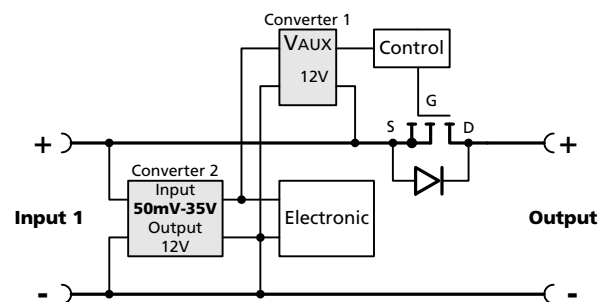 Converter 1
VAUX
12V
Control
S
G
D
+
+
Converter 2
Input
50mV-35V
Output
12V
Electronic
Input 1
Output
-
-